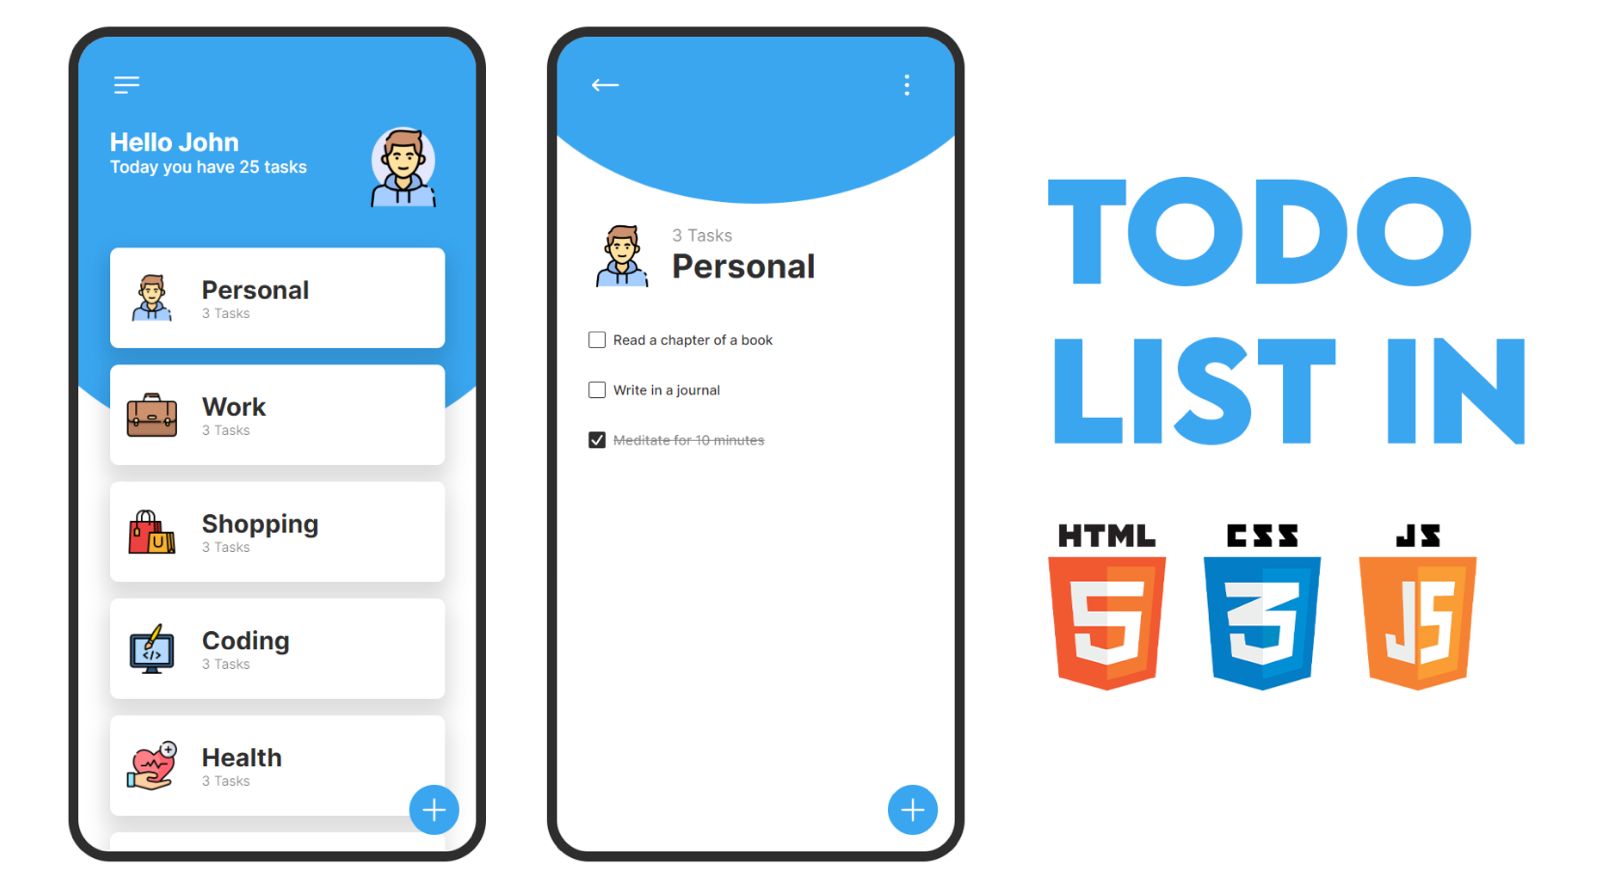 Hello John
Today you have 25 tasks
Personal
3 Tasks
Work
3 Tasks
Shopping
3 Tasks
Coding
3 Tasks
</>
Health
3 Tasks
3 Tasks
Personal
Read a chapter of a book
Write in a journal
Meditate for 10 minutes
TODO
LIST IN
HTML
5
CSS
3
JS
JS